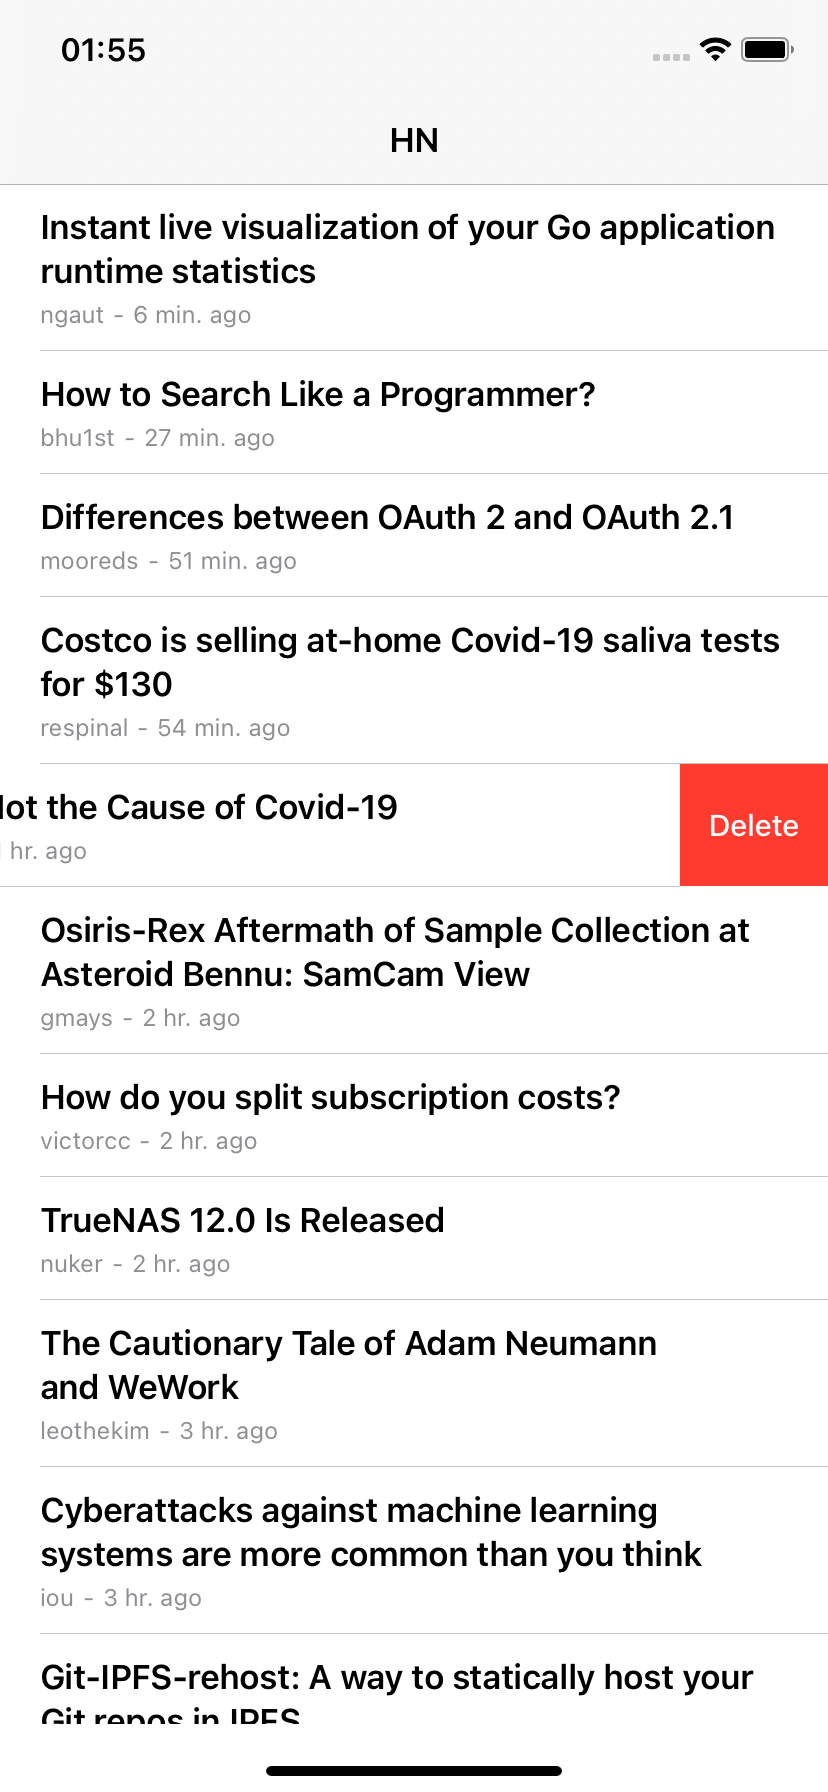 01:55
HN
Instant live visualization of your Go application
runtime statistics
ngaut - 6 min. ago
How to Search Like a Programmer?
bhu1st - 27 min. ago
Differences between OAuth 2 and OAuth 2.1
mooreds - 51 min. ago
Costco is selling at-home Covid-19 saliva tests
for $130
respinal - 54 min. ago
the Cause of Covid-19
Delete
hr. ago
Osiris-Rex Aftermath of Sample Collection at
Asteroid Bennu: SamCam View
gmays - 2 hr. ago
How do you split subscription costs?
victorcc - 2 hr. ago
TrueNAS 12.0 Is Released
nuker - 2 hr. ago
The Cautionary Tale of Adam Neumann
and WeWork
leothekim - 3 hr. ago
Cyberattacks against machine learning
systems are more common than you think
iou - 3 hr. ago
Git-IPFS-rehost: A way to statically host your
Git repos in IPFS